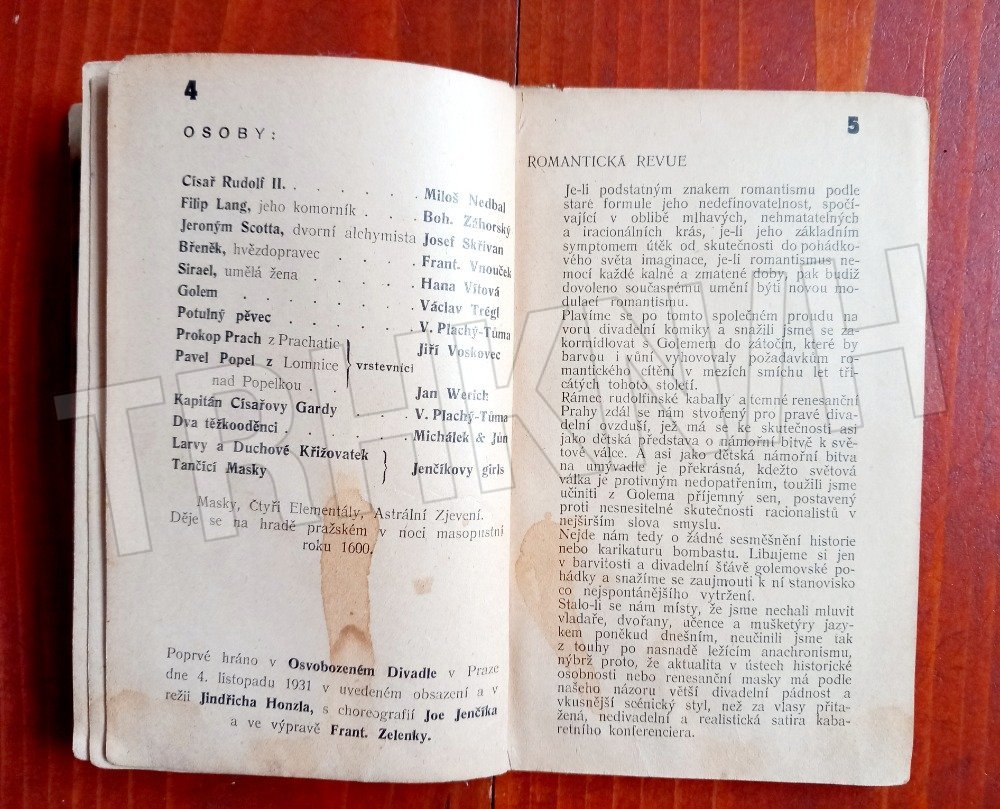 4
OSOBY:
Císař Rudolf II. . . . . . . Miloš Nedbal
Filip Lang, jeho komorník . . . . Boh. Záhorský
Jeroným Scotta, dvorní alchymista Josef Skřivan
Břeněk, hvězdopravec . . . . . Frant. Vnouček
Sirael, umělá žena . . . . . . Hana Vítová
Golem . . . . . . . . Václav Trégl
Potulný pěvec . . . . . . . V. Plachý-Tůma
Prokop Prach z Prachatic } vrstevníci Jiří Voskovec
Pavel Popel z Lomnice
nad Popelkou . . Jan Werich
Kapitán Císařovy Gardy . . . . V. Plachý-Tůma
Dva těžkooděnci . . . . . . Michálek & Jun
Larvy a Duchové Křižovatek } Jenčíkovy girls
Tančící Masky
Masky, Čtyři Elementály, Astrální Zjevení.
Děje se na hradě pražském v noci masopustní
roku 1600.
Poprvé hráno v Osvobozeném Divadle v Praze
dne 4. listopadu 1931 v uvedeném obsazení a v
režii Jindřicha Honzla, s choreografií Joe Jenčíka
a ve výpravě Frant. Zelenky.
5
ROMANTICKÁ REVUE
Je-li podstatným znakem romantismu podle
staré formule jeho nedefinovatelnost, spočí-
vající v oblibě mlhavých, nehmatatelných
a iracionálních krás, je-li jeho základním
symptomem útěk od skutečnosti do pohádko-
vého světa imaginace, je-li romantismus ne-
mocí každé kalné a zmatené doby, pak budiž
dovoleno současnému umění býti novou mo-
dulací romantismu.
Plavíme se po tomto společném proudu na
voru divadelní komiky a snažili jsme se za-
kormidlovat s Golemem do zátočin, které by
barvou i vůní vyhovovaly požadavkům ro-
mantického cítění v mezích smíchu let tři-
cátých tohoto století.
Rámec rudolfinské kabally a temné renesanční
Prahy zdál se nám stvořený pro pravé diva-
delní ovzduší, jež má se ke skutečnosti asi
jako dětská představa o námořní bitvě k svě-
tové válce. A asi jako dětská námořní bitva
na umývadle je překrásná, kdežto světová
válka je protivným nedopatřením, toužili jsme
učiniti z Golema příjemný sen, postavený
proti nesnesitelné skutečnosti racionalistů v
nejširším slova smyslu.
Nejde nám tedy o žádné sesměšnění historie
nebo karikaturu bombastu. Libujeme si jen
v barvitosti a divadelní šťávě golemovské po-
hádky a snažíme se zaujmouti k ní stanovisko
co nejspontánějšího vytržení.
Stalo-li se nám místy, že jsme nechali mluvit
vladaře, dvořany, učence a mušketýry jazy-
kem poněkud dnešním, neučinili jsme tak
z touhy po nasnadě ležícím anachronismu,
nýbrž proto, že aktualita v ústech historické
osobnosti nebo renesanční masky má podle
našeho názoru větší divadelní pádnost a
vkusnější scénický styl, než za vlasy přita-
žená, nedivadelní a realistická satira kaba-
retního konferenciera.
TRHKNIH